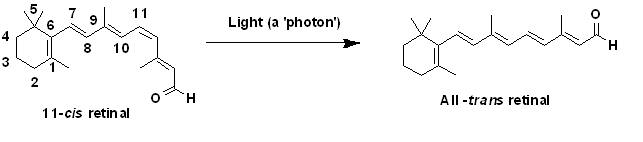 5
7
9
11
Light (a 'photon')
O
4
6
8
10
3
1
2
O
11-cis retinal
All -trans retinal